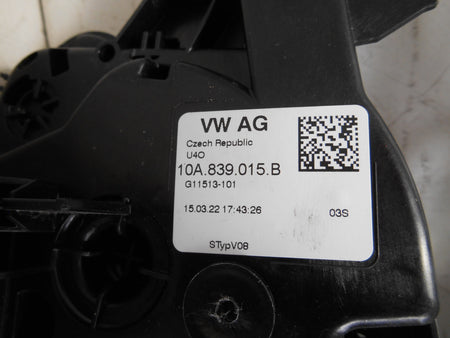 VW AG
Czech Republic
U4O
10A.839.015.B
G11513-101
15.03.22 17:43:26 03S
STypV08